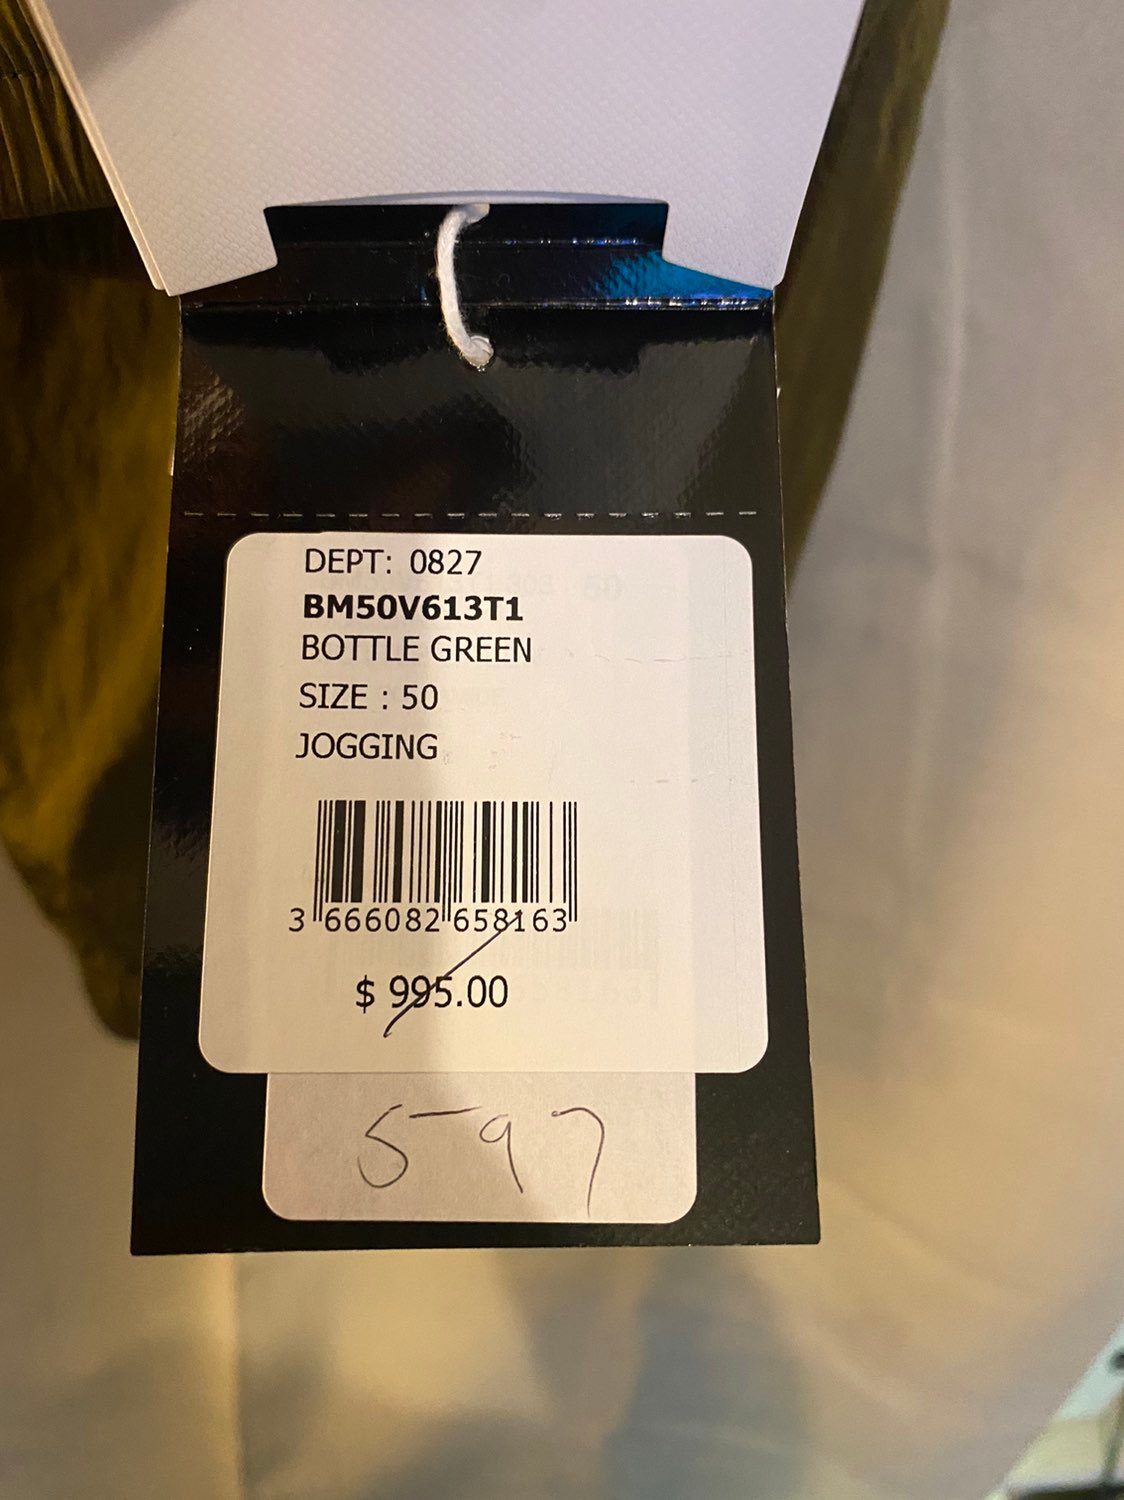 DEPT: 0827
BM50V613T1
BOTTLE GREEN
SIZE : 50
JOGGING
3 666082 658163
$ 995.00
597